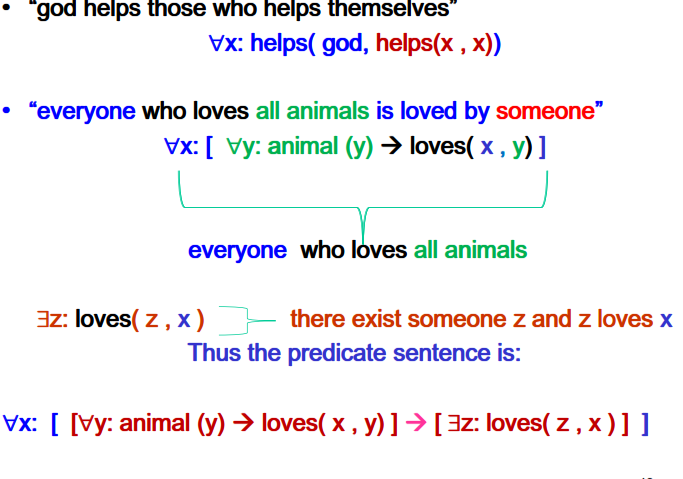 • “god helps those who helps themselves”
∀x: helps( god, helps(x , x))
• “everyone who loves all animals is loved by someone”
∀x: [ ∀y: animal (y) → loves( x , y) ]
everyone who loves all animals
∃z: loves( z , x ) there exist someone z and z loves x
Thus the predicate sentence is:
∀x: [ [∀y: animal (y) → loves( x , y) ] → [ ∃z: loves( z , x ) ] ]